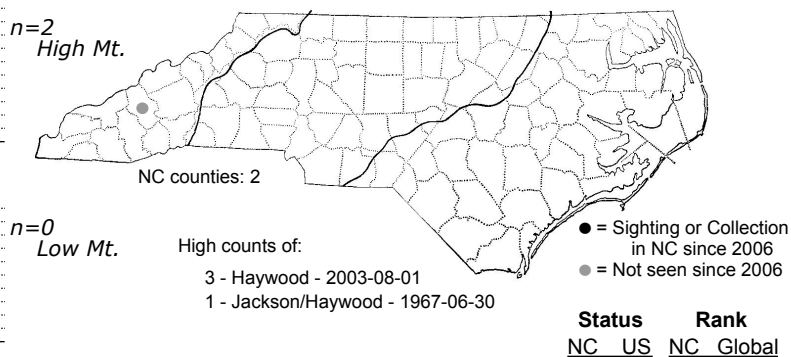 n=2
High Mt.
NC counties: 2
n=0
Low Mt.
High counts of:
3 - Haywood - 2003-08-01
1 - Jackson/Haywood - 1967-06-30
● = Sighting or Collection
in NC since 2006
● = Not seen since 2006
Status Rank
NC US NC Global